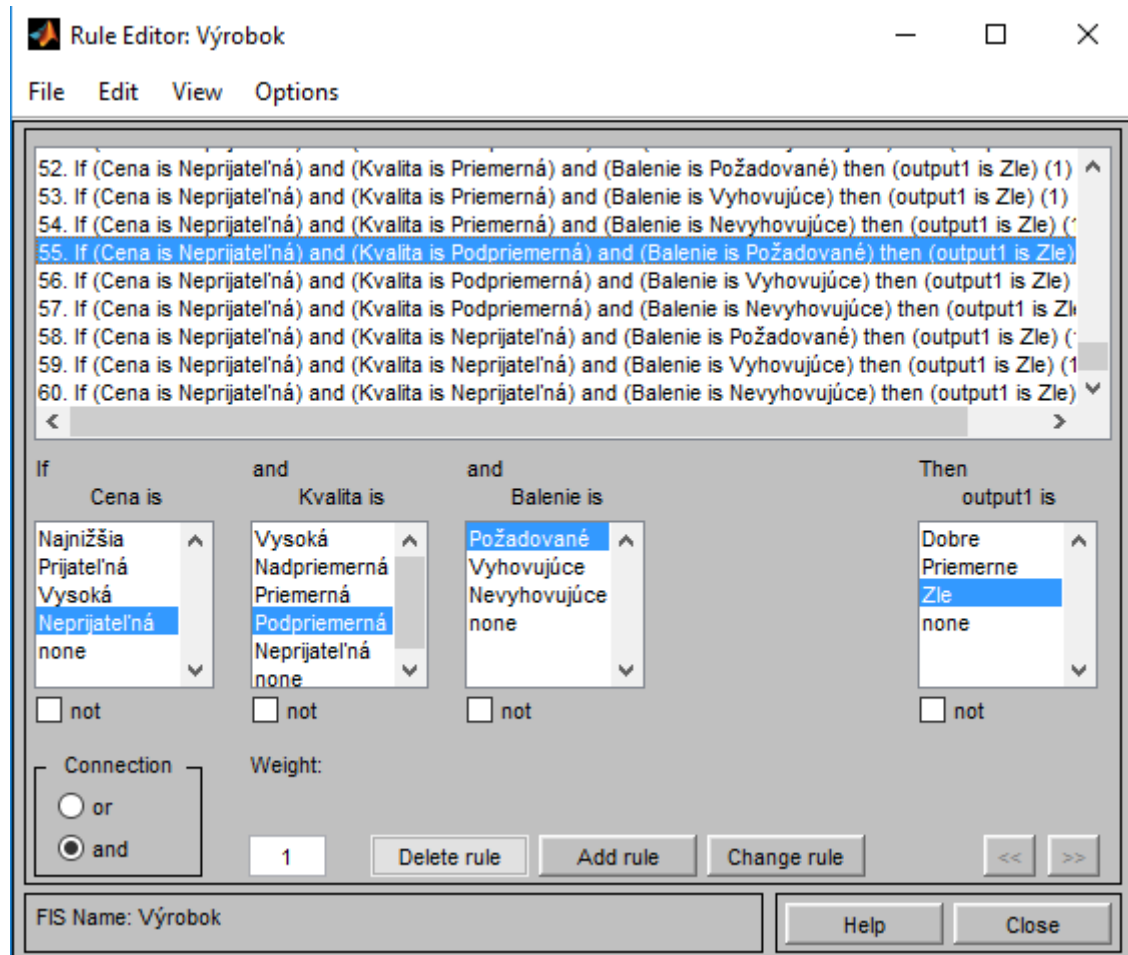 Rule Editor: Výrobok
File Edit View Options
52. If (Cena is Neprijateľná) and (Kvalita is Priemerná) and (Balenie is Požadované) then (output1 is Zle) (1)
53. If (Cena is Neprijateľná) and (Kvalita is Priemerná) and (Balenie is Vyhovujúce) then (output1 is Zle) (1)
54. If (Cena is Neprijateľná) and (Kvalita is Priemerná) and (Balenie is Nevyhovujúce) then (output1 is Zle) (1
55. If (Cena is Neprijateľná) and (Kvalita is Podpriemerná) and (Balenie is Požadované) then (output1 is Zle)
56. If (Cena is Neprijateľná) and (Kvalita is Podpriemerná) and (Balenie is Vyhovujúce) then (output1 is Zle)
57. If (Cena is Neprijateľná) and (Kvalita is Podpriemerná) and (Balenie is Nevyhovujúce) then (output1 is Zle
58. If (Cena is Neprijateľná) and (Kvalita is Neprijateľná) and (Balenie is Požadované) then (output1 is Zle) (1
59. If (Cena is Neprijateľná) and (Kvalita is Neprijateľná) and (Balenie is Vyhovujúce) then (output1 is Zle) (1
60. If (Cena is Neprijateľná) and (Kvalita is Neprijateľná) and (Balenie is Nevyhovujúce) then (output1 is Zle)
If and and Then
Cena is Kvalita is Balenie is output1 is
Najnižšia Vysoká Požadované Dobre
Prijateľná Nadpriemerná Vyhovujúce Priemerne
Vysoká Priemerná Nevyhovujúce Zle
Neprijateľná Podpriemerná none none
none Neprijateľná
none
not not not not
Connection Weight:
or
and 1 Delete rule Add rule Change rule << >>
FIS Name: Výrobok Help Close